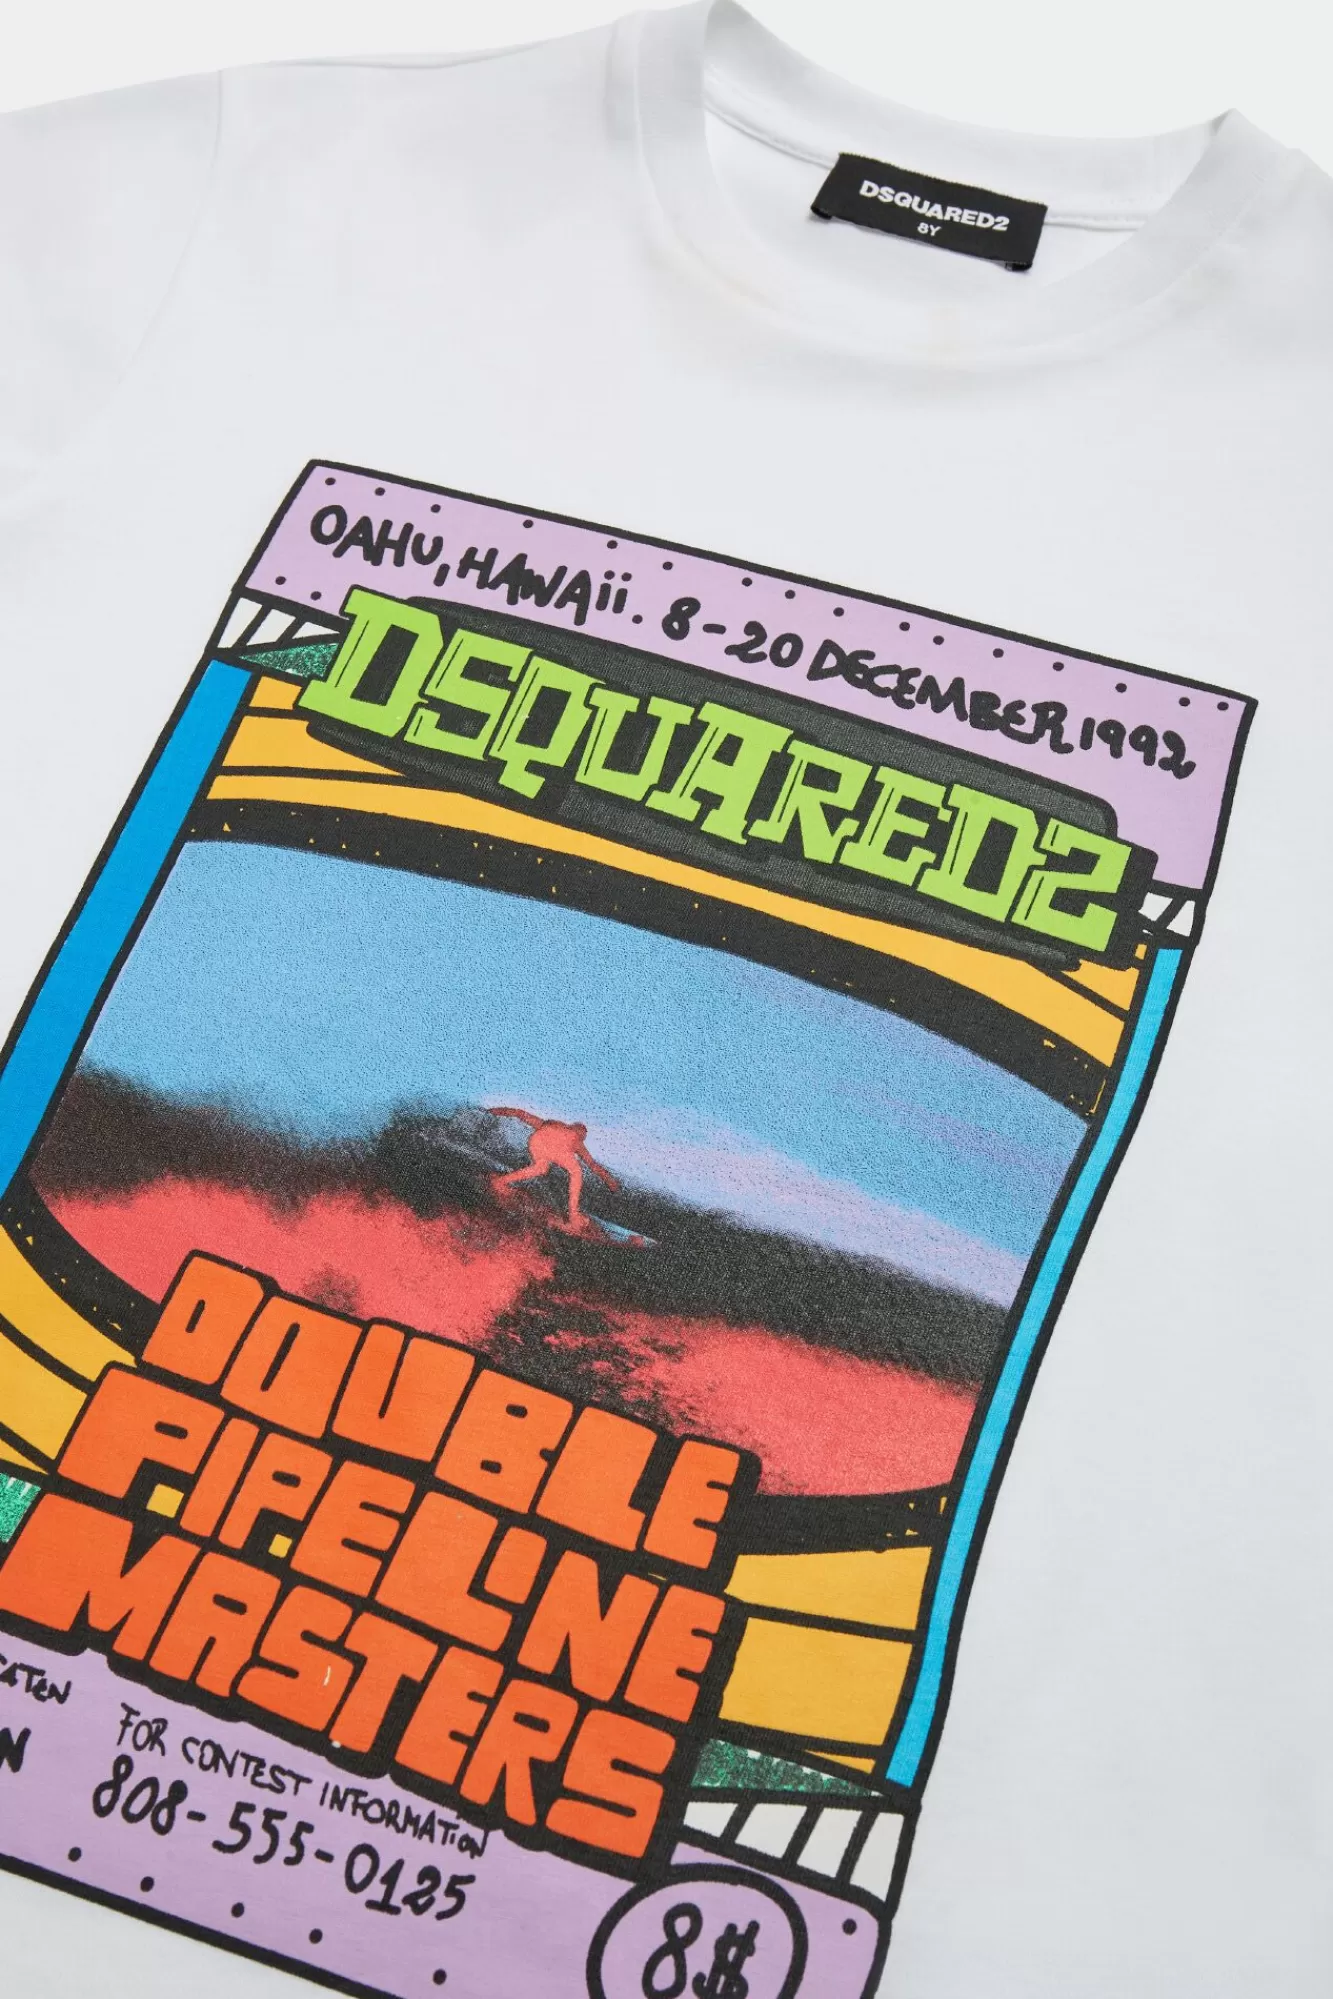 DSQUARED2
8Y
OAHU, HAWAii. 8-20 DECEMBER 1992
DSQUARED2
DOUBLE
PIPELINE
MASTERS
FOR CONTEST INFORMATION
808-555-0125
8$